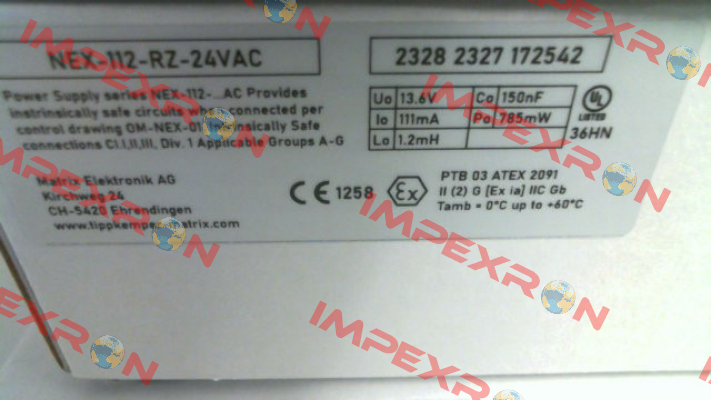 NEX-112-RZ-24VAC
2328 2327 172542
Power Supply series NEX-112-...AC Provides
instrinsically safe circuits when connected per
control drawing OM-NEX-01 Intrinsically Safe
connections Cl.I,II,III, Div. 1 Applicable Groups A-G
Uo 13.6V Co 150nF
Io 111mA Po 785mW
Lo 1.2mH
UL
LISTED
36HN
Matrix Elektronik AG
Kirchweg 24
CH-5420 Ehrendingen
www.tippkemper-matrix.com
CE 1258
Ex
PTB 03 ATEX 2091
II (2) G [Ex ia] IIC Gb
Tamb = 0°C up to +60°C
IMPEXRON
IMPEXRON
IMPEXRON
IMPEXRON
IMPEXRON
IMPEXRON